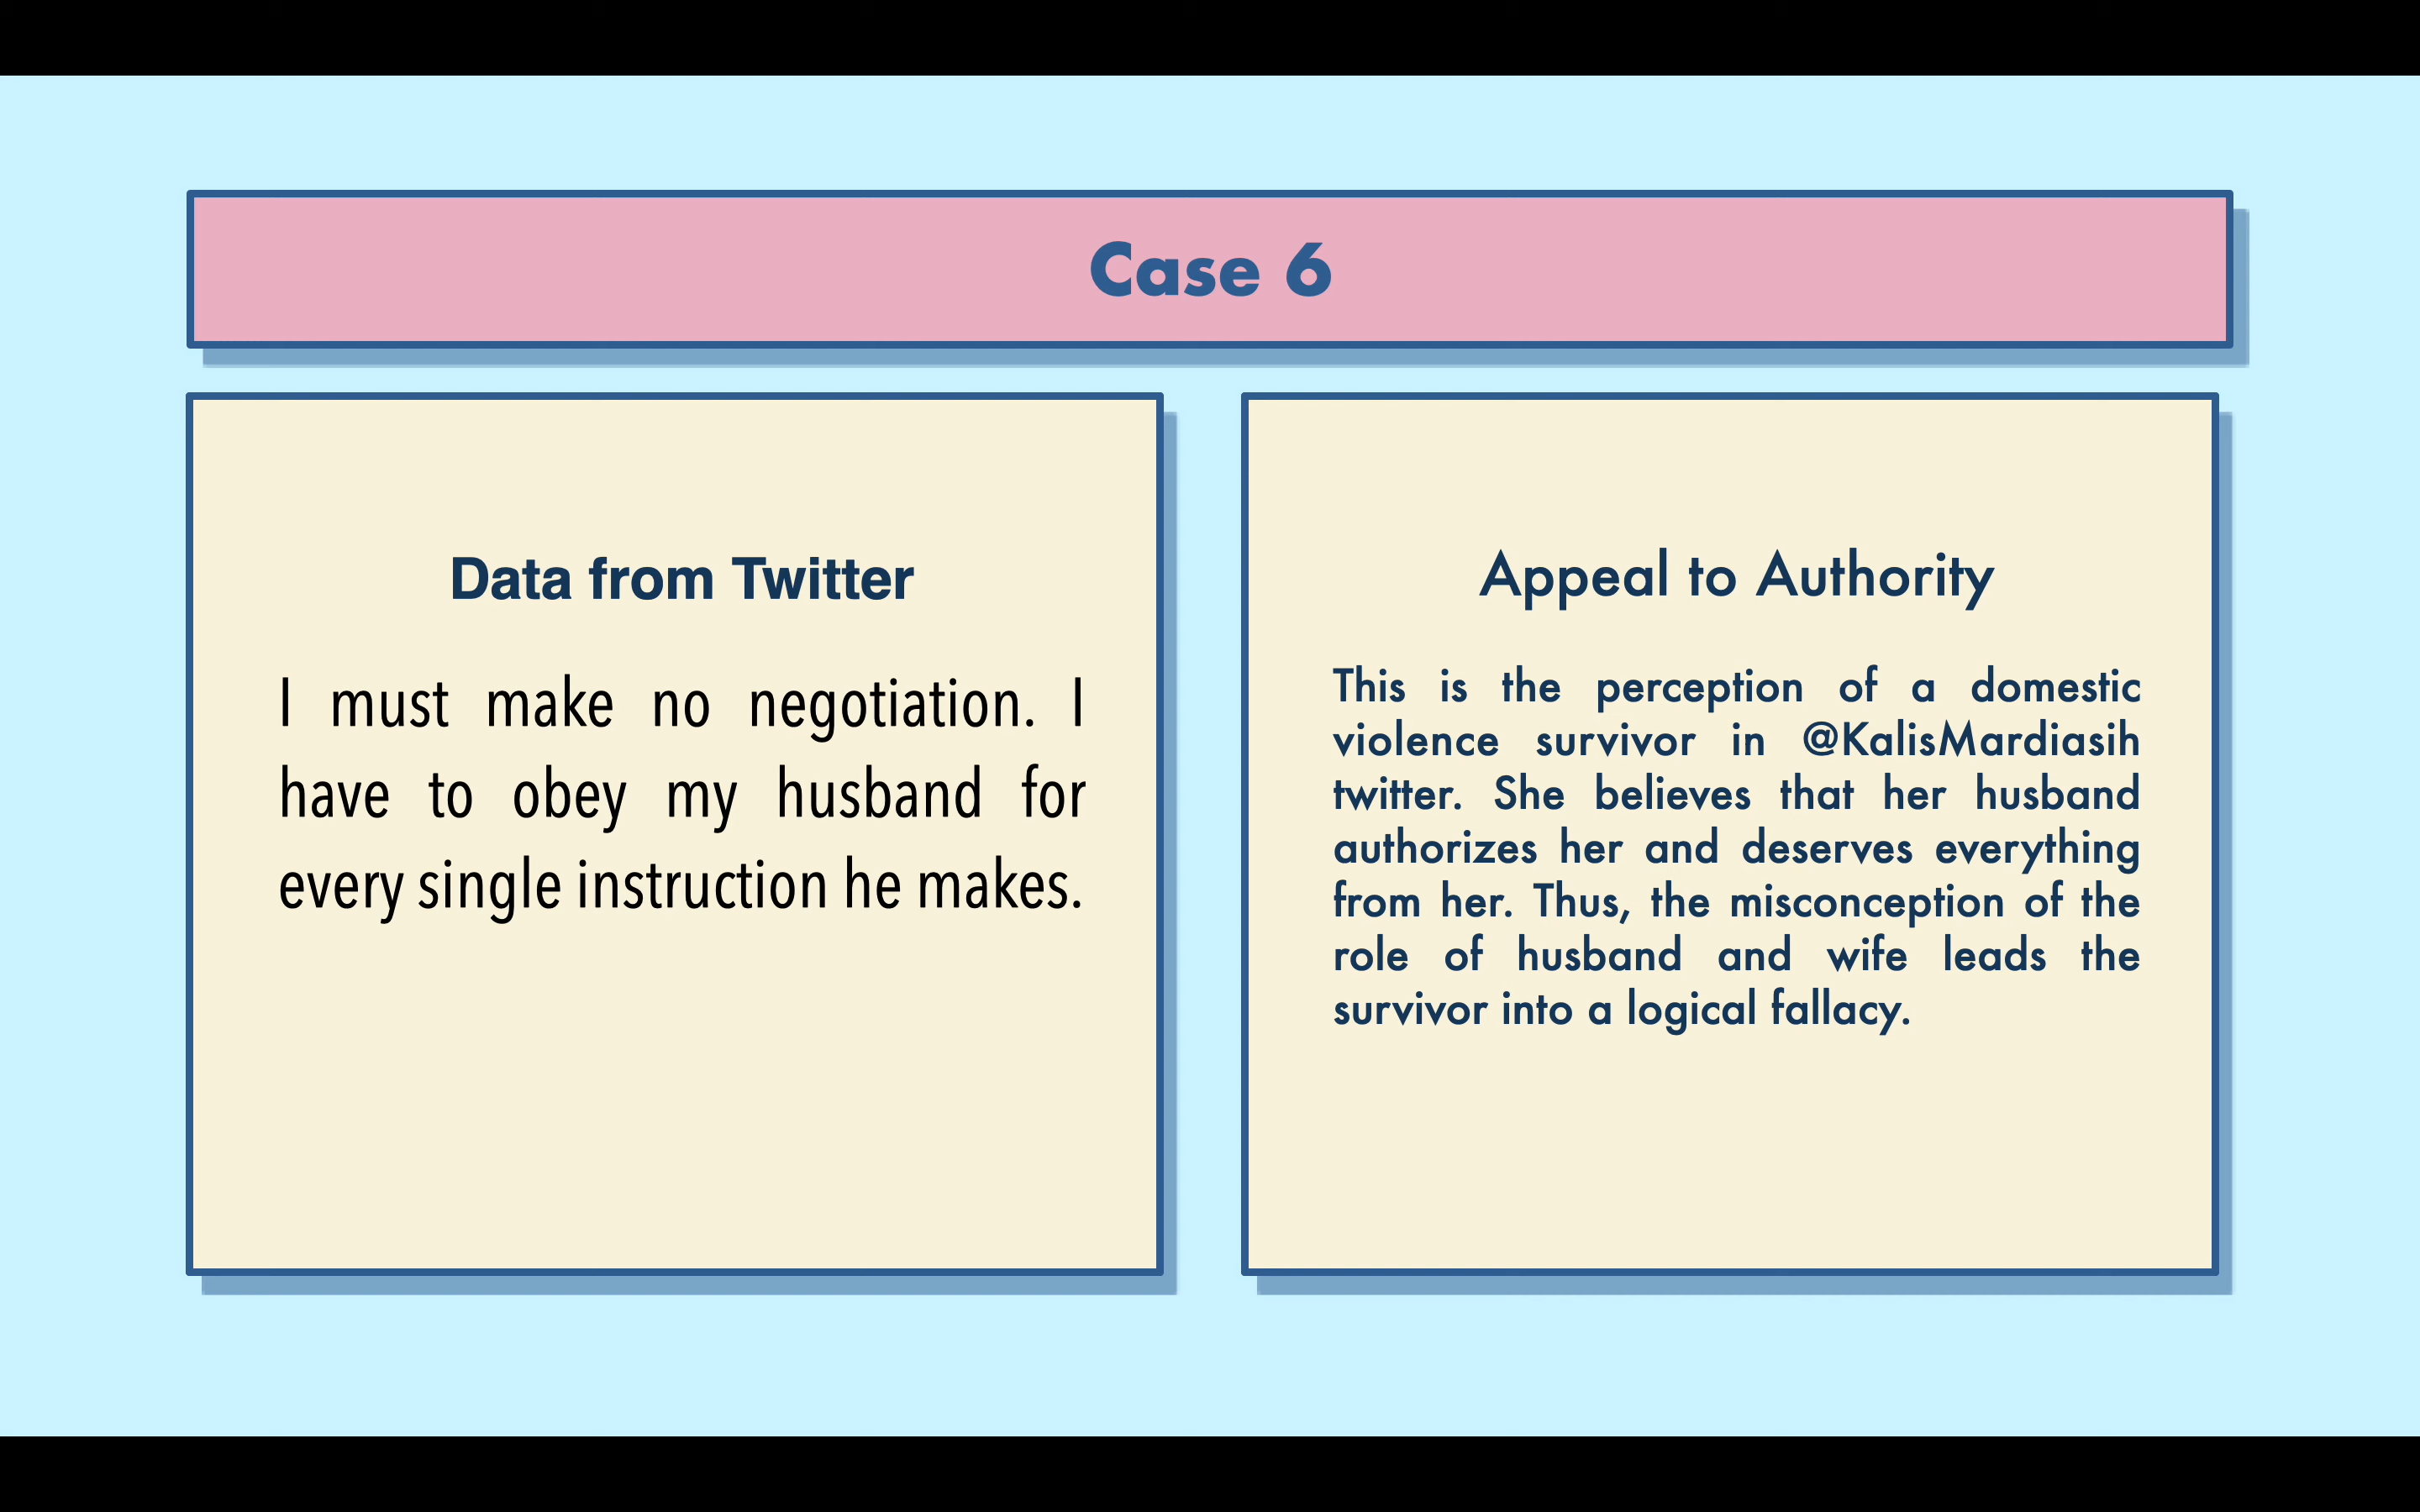 Case 6
Data from Twitter
I must make no negotiation. I
have to obey my husband for
every single instruction he makes.
Appeal to Authority
This is the perception of a domestic
violence survivor in @KalisMardiasih
twitter. She believes that her husband
authorizes her and deserves everything
from her. Thus, the misconception of the
role of husband and wife leads the
survivor into a logical fallacy.